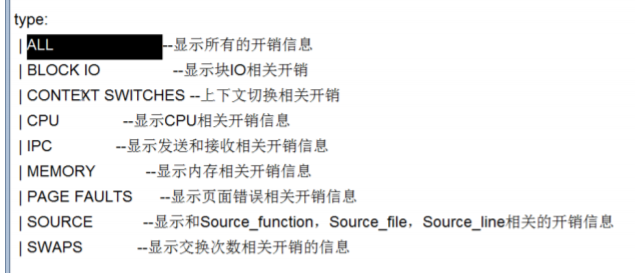 type:
| ALL --显示所有的开销信息
| BLOCK IO --显示块IO相关开销
| CONTEXT SWITCHES --上下文切换相关开销
| CPU --显示CPU相关开销信息
| IPC --显示发送和接收相关开销信息
| MEMORY --显示内存相关开销信息
| PAGE FAULTS --显示页面错误相关开销信息
| SOURCE --显示和Source_function，Source_file，Source_line相关的开销信息
| SWAPS --显示交换次数相关开销的信息